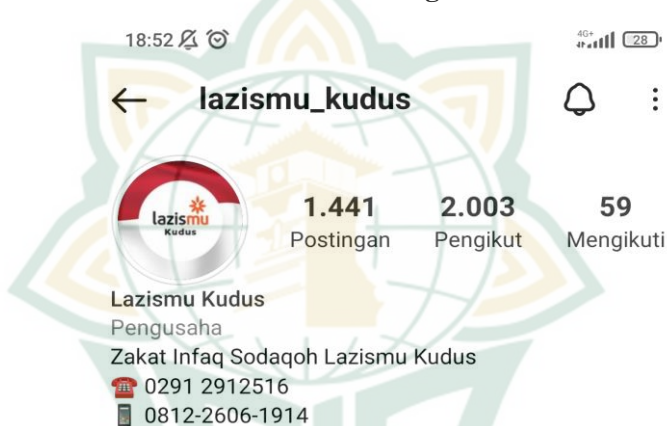 18:52 4G+ 28
lazismu_kudus
lazismu
Kudus
1.441 2.003 59
Postingan Pengikut Mengikuti
Lazismu Kudus
Pengusaha
Zakat Infaq Sodaqoh Lazismu Kudus
☎️ 0291 2912516
📱 0812-2606-1914